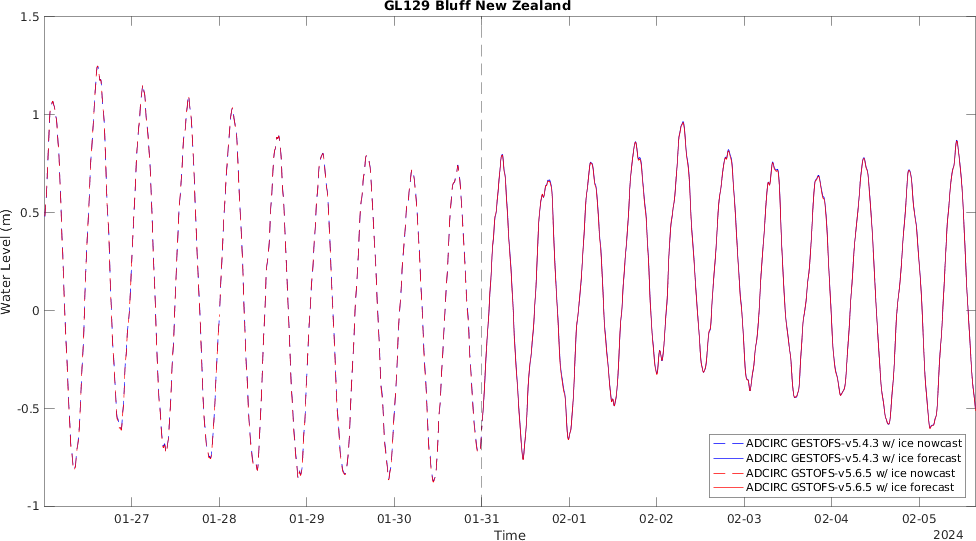 GL129 Bluff New Zealand
1.5
1
0.5
0
-0.5
-1
Water Level (m)
ADCIRC GESTOFS-v5.4.3 w/ ice nowcast
ADCIRC GESTOFS-v5.4.3 w/ ice forecast
ADCIRC GSTOFS-v5.6.5 w/ ice nowcast
ADCIRC GSTOFS-v5.6.5 w/ ice forecast
01-27 01-28 01-29 01-30 01-31 02-01 02-02 02-03 02-04 02-05
Time
2024